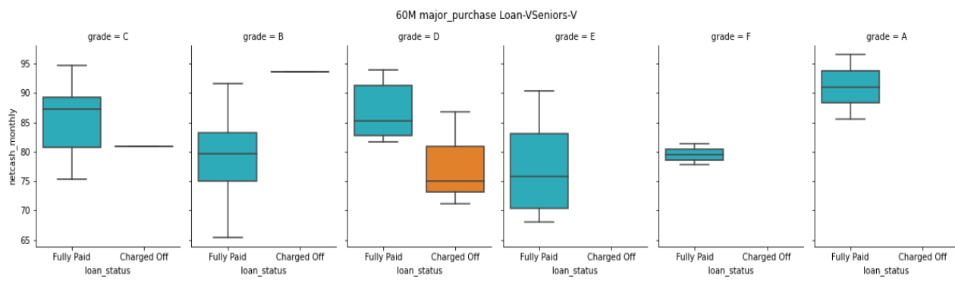 60M major_purchase Loan-VSeniors-V
grade = C
grade = B
grade = D
grade = E
grade = F
grade = A
netcash_monthly
95
90
85
80
75
70
65
Fully Paid Charged Off
Fully Paid Charged Off
Fully Paid Charged Off
Fully Paid Charged Off
Fully Paid Charged Off
Fully Paid Charged Off
loan_status
loan_status
loan_status
loan_status
loan_status
loan_status